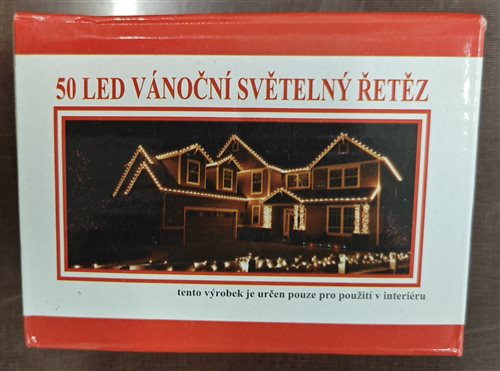 50 LED VÁNOČNÍ SVĚTELNÝ ŘETĚZ
tento výrobek je určen pouze pro použití v interiéru